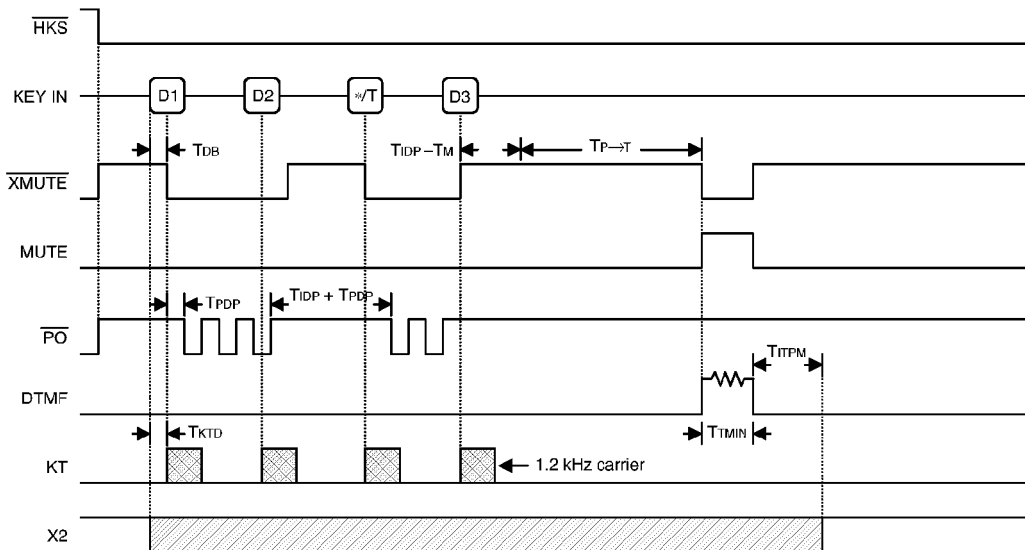 HKS
KEY IN D1 D2 */T D3
TDB TIDP–TM TP→T
XMUTE
MUTE
TPDP TIDP + TPDP
PO
TITPM
DTMF
TKTD TTMIN
KT 1.2 kHz carrier
X2